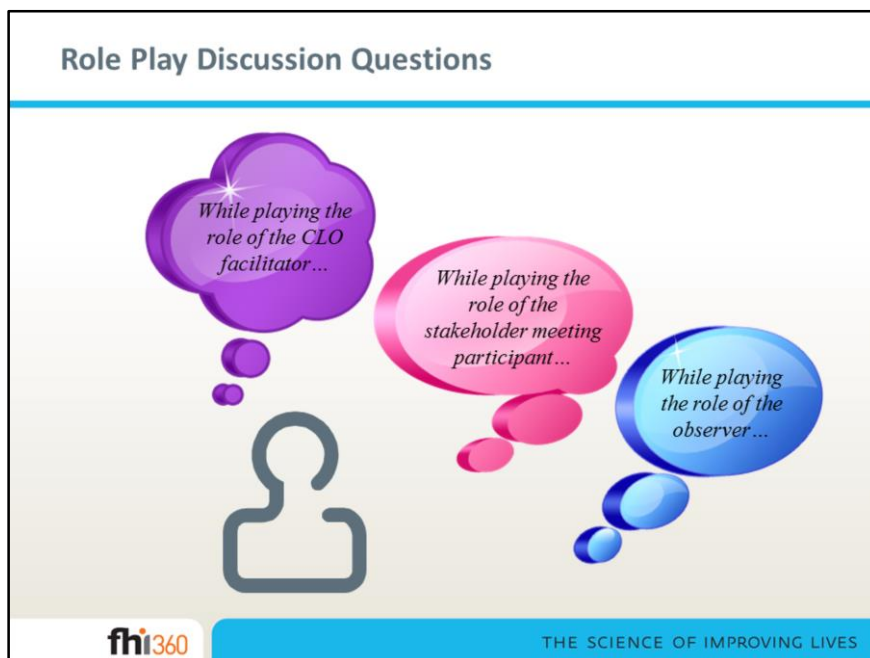 Role Play Discussion Questions
While playing the
role of the CLO
facilitator…
While playing the
role of the
stakeholder meeting
participant…
While playing
the role of the
observer…
fhi360
THE SCIENCE OF IMPROVING LIVES